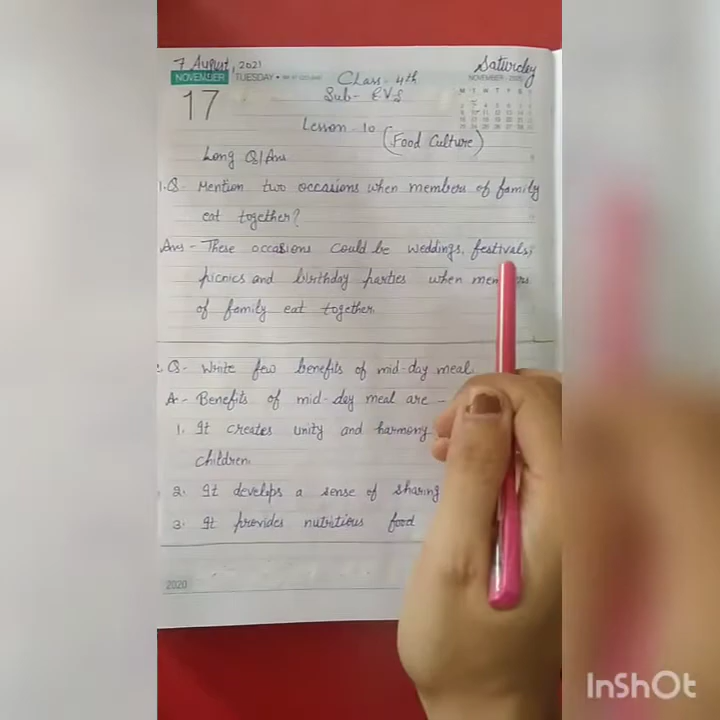 7 August, 2021
Saturday
NOVEMBER
TUESDAY
Class- 4th
NOVEMBER - 2020
17
Sub- EVS
M T W T F S S
Lesson - 10 (Food Culture)
Long Q/Ans
1.Q- Mention two occasions when members of family
eat together?
Ans- These occasions could be weddings, festivals,
picnics and birthday parties when
of family eat together.
Q- Write few benefits of mid-day meal.
A- Benefits of mid-day meal are -
1. It creates unity and harmony
children.
2. It develops a sense of sharing
3. It provides nutritious food
2020
InShOt